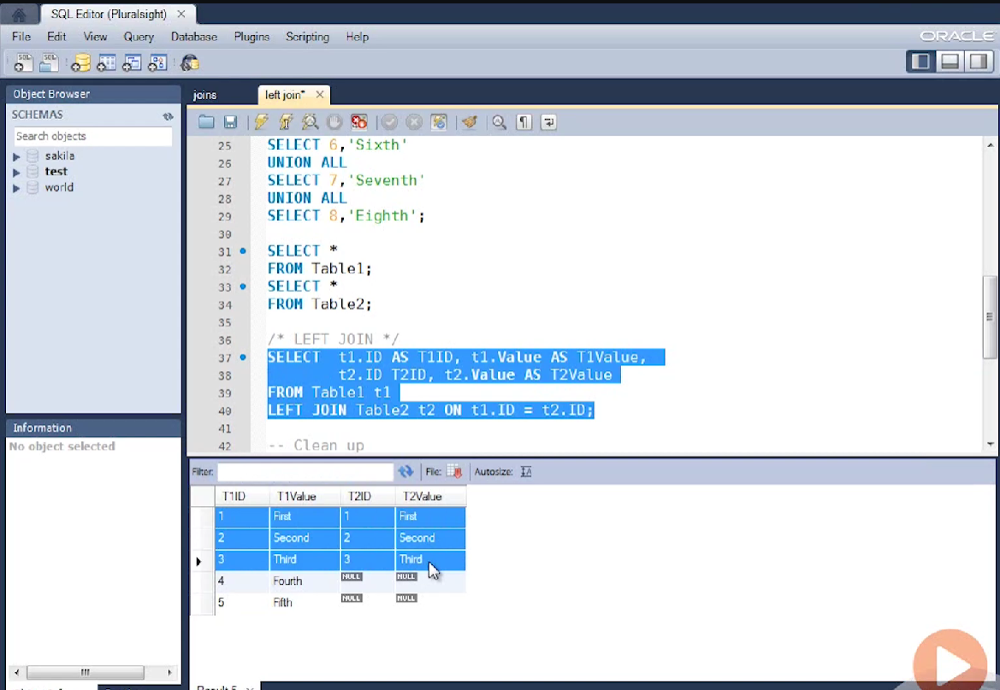 SQL Editor (Pluralsight)
File Edit View Query Database Plugins Scripting Help
ORACLE
Object Browser
SCHEMAS
Search objects
sakila
test
world
Information
No object selected
joins left join*
25 SELECT 6,'Sixth'
26 UNION ALL
27 SELECT 7,'Seventh'
28 UNION ALL
29 SELECT 8,'Eighth';
30
31 SELECT *
32 FROM Table1;
33 SELECT *
34 FROM Table2;
35
36 /* LEFT JOIN */
37 SELECT t1.ID AS T1ID, t1.Value AS T1Value,
38 t2.ID T2ID, t2.Value AS T2Value
39 FROM Table1 t1
40 LEFT JOIN Table2 t2 ON t1.ID = t2.ID;
41
42 -- Clean up
Filter: File: Autosize:
T1ID T1Value T2ID T2Value
1 First 1 First
2 Second 2 Second
3 Third 3 Third
4 Fourth NULL NULL
5 Fifth NULL NULL
Result 5